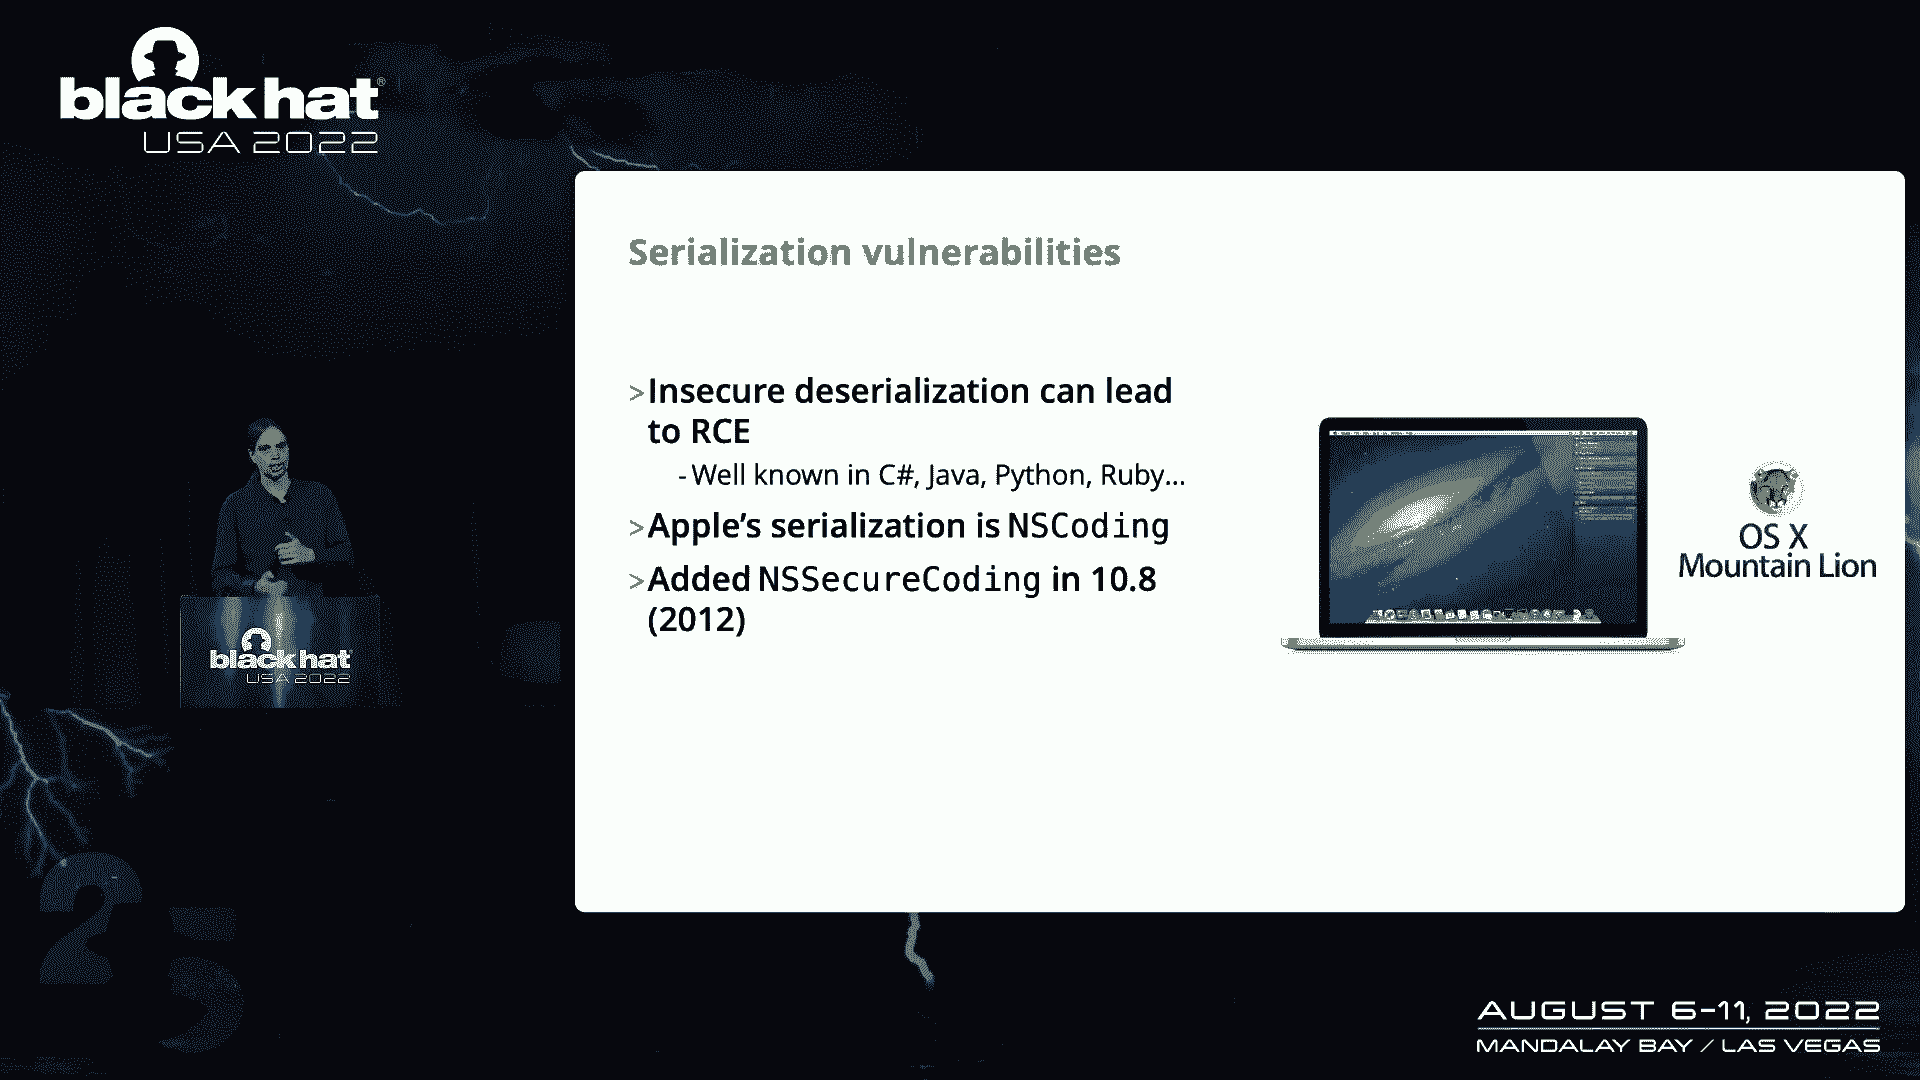 black hat®
USA 2022
Serialization vulnerabilities
>Insecure deserialization can lead
to RCE
-Well known in C#, Java, Python, Ruby…
>Apple’s serialization is NSCoding
>Added NSSecureCoding in 10.8
(2012)
OS X
Mountain Lion
black hat
USA 2022
25
AUGUST 6-11, 2022
MANDALAY BAY / LAS VEGAS